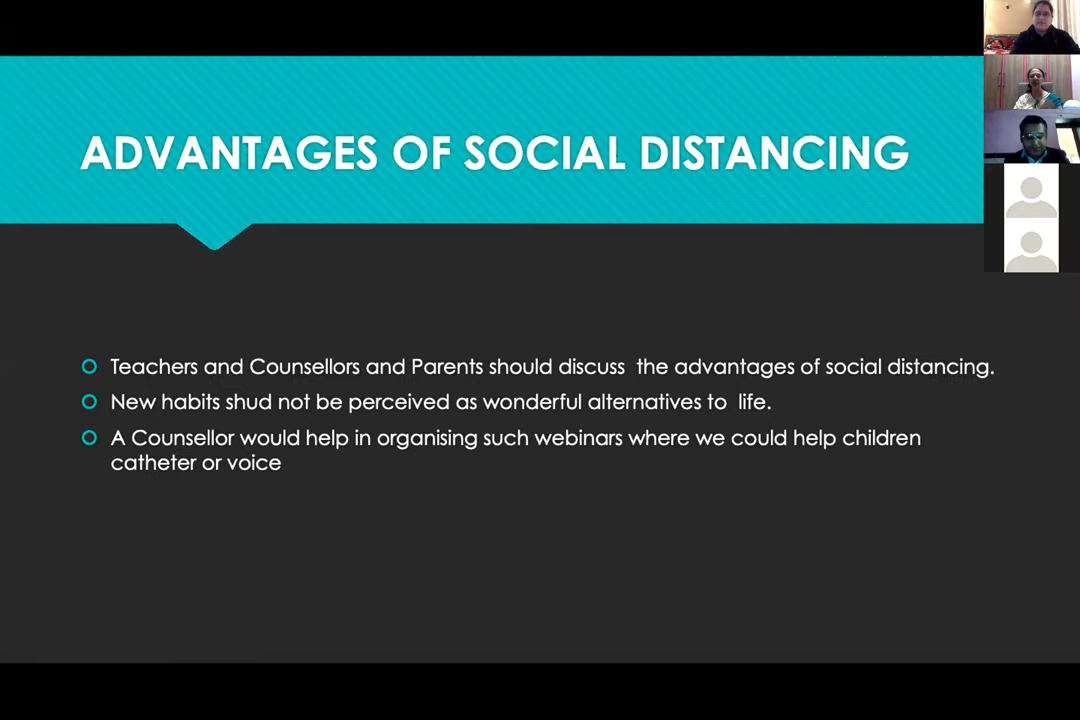 ADVANTAGES OF SOCIAL DISTANCING
Teachers and Counsellors and Parents should discuss  the advantages of social distancing.
New habits shud not be perceived as wonderful alternatives to  life.
A Counsellor would help in organising such webinars where we could help children
catheter or voice